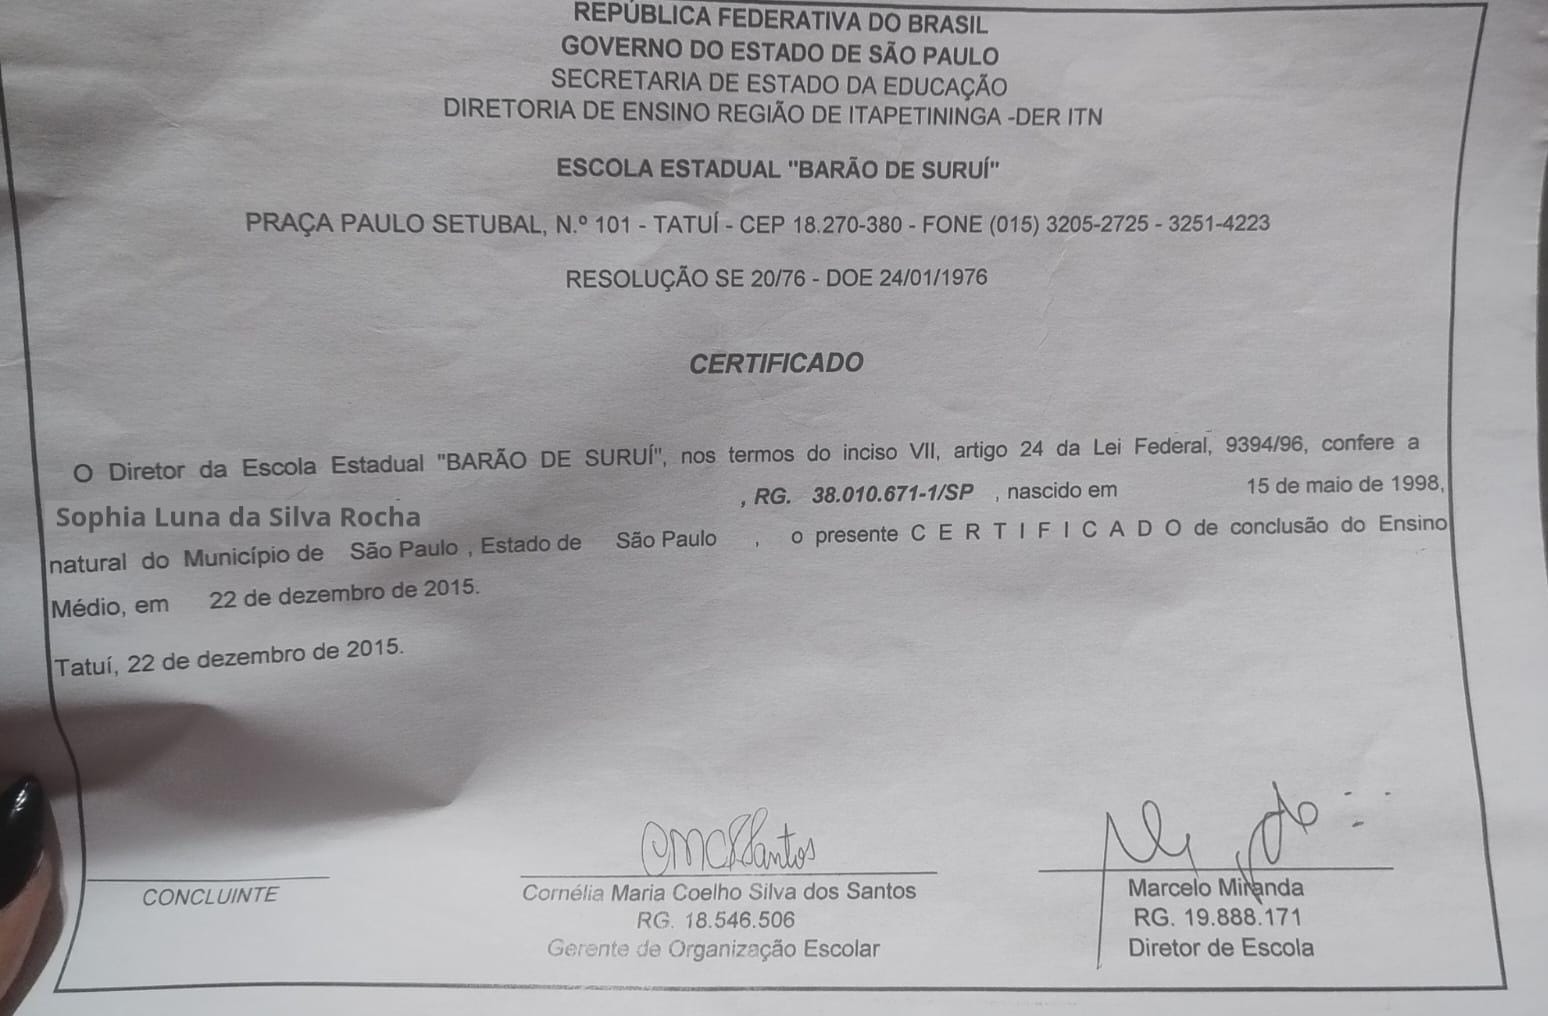 REPÚBLICA FEDERATIVA DO BRASIL
GOVERNO DO ESTADO DE SÃO PAULO
SECRETARIA DE ESTADO DA EDUCAÇÃO
DIRETORIA DE ENSINO REGIÃO DE ITAPETININGA -DER ITN
ESCOLA ESTADUAL "BARÃO DE SURUÍ"
PRAÇA PAULO SETUBAL, N.º 101 - TATUÍ - CEP 18.270-380 - FONE (015) 3205-2725 - 3251-4223
RESOLUÇÃO SE 20/76 - DOE 24/01/1976
CERTIFICADO
O Diretor da Escola Estadual "BARÃO DE SURUÍ", nos termos do inciso VII, artigo 24 da Lei Federal, 9394/96, confere a
Sophia Luna da Silva Rocha , RG. 38.010.671-1/SP , nascido em 15 de maio de 1998,
natural do Município de São Paulo , Estado de São Paulo , o presente C E R T I F I C A D O de conclusão do Ensino
Médio, em 22 de dezembro de 2015.
Tatuí, 22 de dezembro de 2015.
CONCLUINTE
Cornélia Maria Coelho Silva dos Santos
RG. 18.546.506
Gerente de Organização Escolar
Marcelo Miranda
RG. 19.888.171
Diretor de Escola